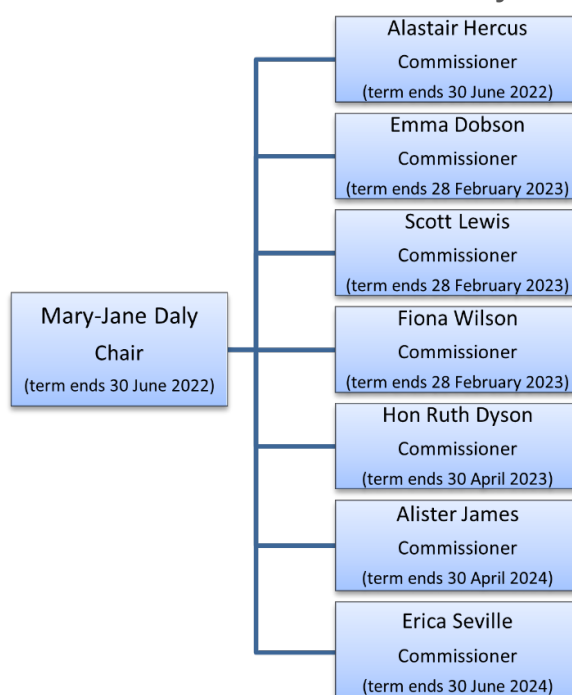 Mary-Jane Daly
Chair
(term ends 30 June 2022)
Alastair Hercus
Commissioner
(term ends 30 June 2022)
Emma Dobson
Commissioner
(term ends 28 February 2023)
Scott Lewis
Commissioner
(term ends 28 February 2023)
Fiona Wilson
Commissioner
(term ends 28 February 2023)
Hon Ruth Dyson
Commissioner
(term ends 30 April 2023)
Alister James
Commissioner
(term ends 30 April 2024)
Erica Seville
Commissioner
(term ends 30 June 2024)